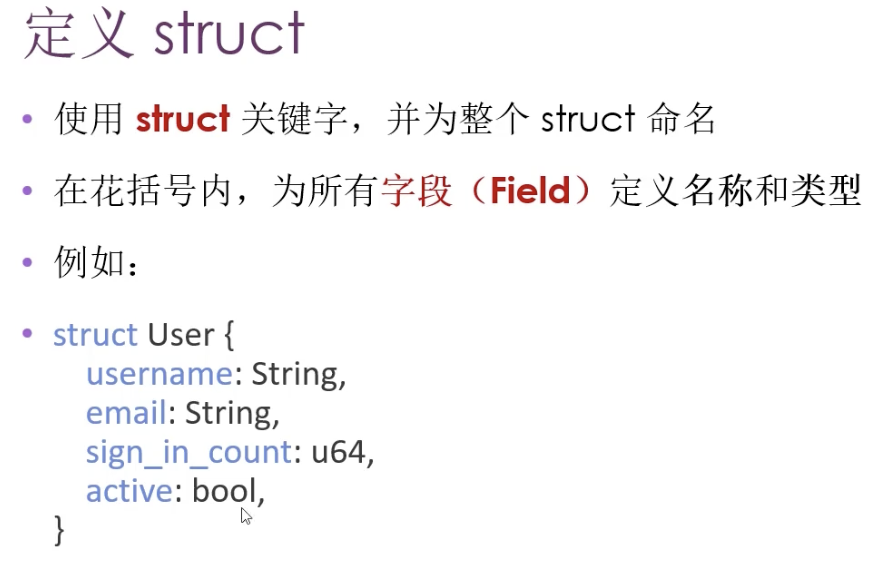 定义 struct
• 使用 struct 关键字，并为整个 struct 命名
• 在花括号内，为所有字段（Field）定义名称和类型
• 例如：
• struct User {
username: String,
email: String,
sign_in_count: u64,
active: bool,
}